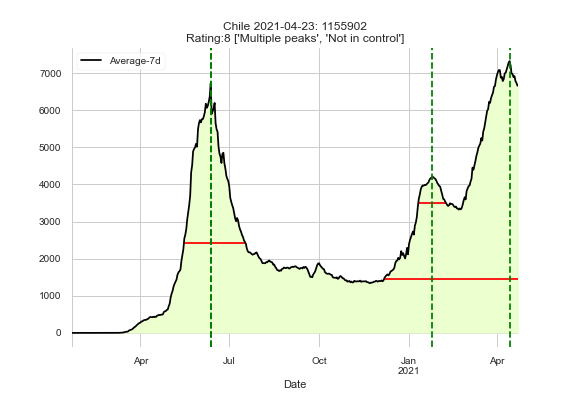 Chile 2021-04-23: 1155902
Rating:8 ['Multiple peaks', 'Not in control']
Average-7d
7000
6000
5000
4000
3000
2000
1000
0
Apr
Jul
Oct
Jan
2021
Apr
Date